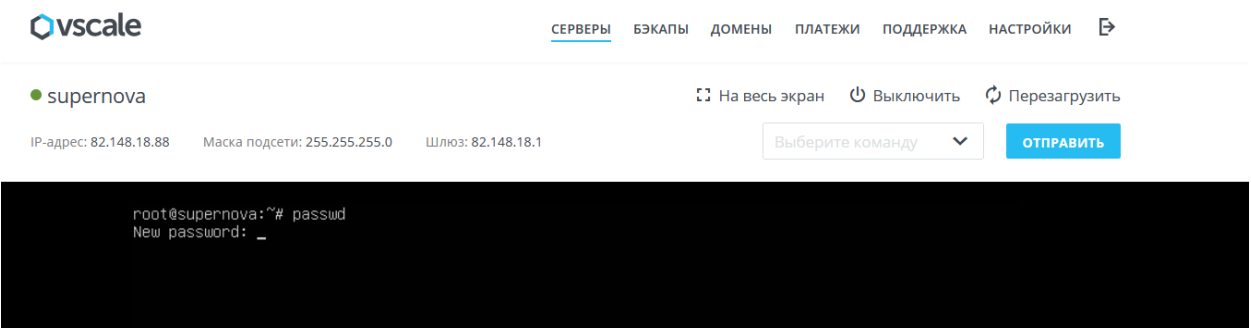 vscale
СЕРВЕРЫ БЭКАПЫ ДОМЕНЫ ПЛАТЕЖИ ПОДДЕРЖКА НАСТРОЙКИ
supernova
На весь экран Выключить Перезагрузить
IP-адрес: 82.148.18.88 Маска подсети: 255.255.255.0 Шлюз: 82.148.18.1
Выберите команду ОТПРАВИТЬ
root@supernova:~# passwd
New password: _